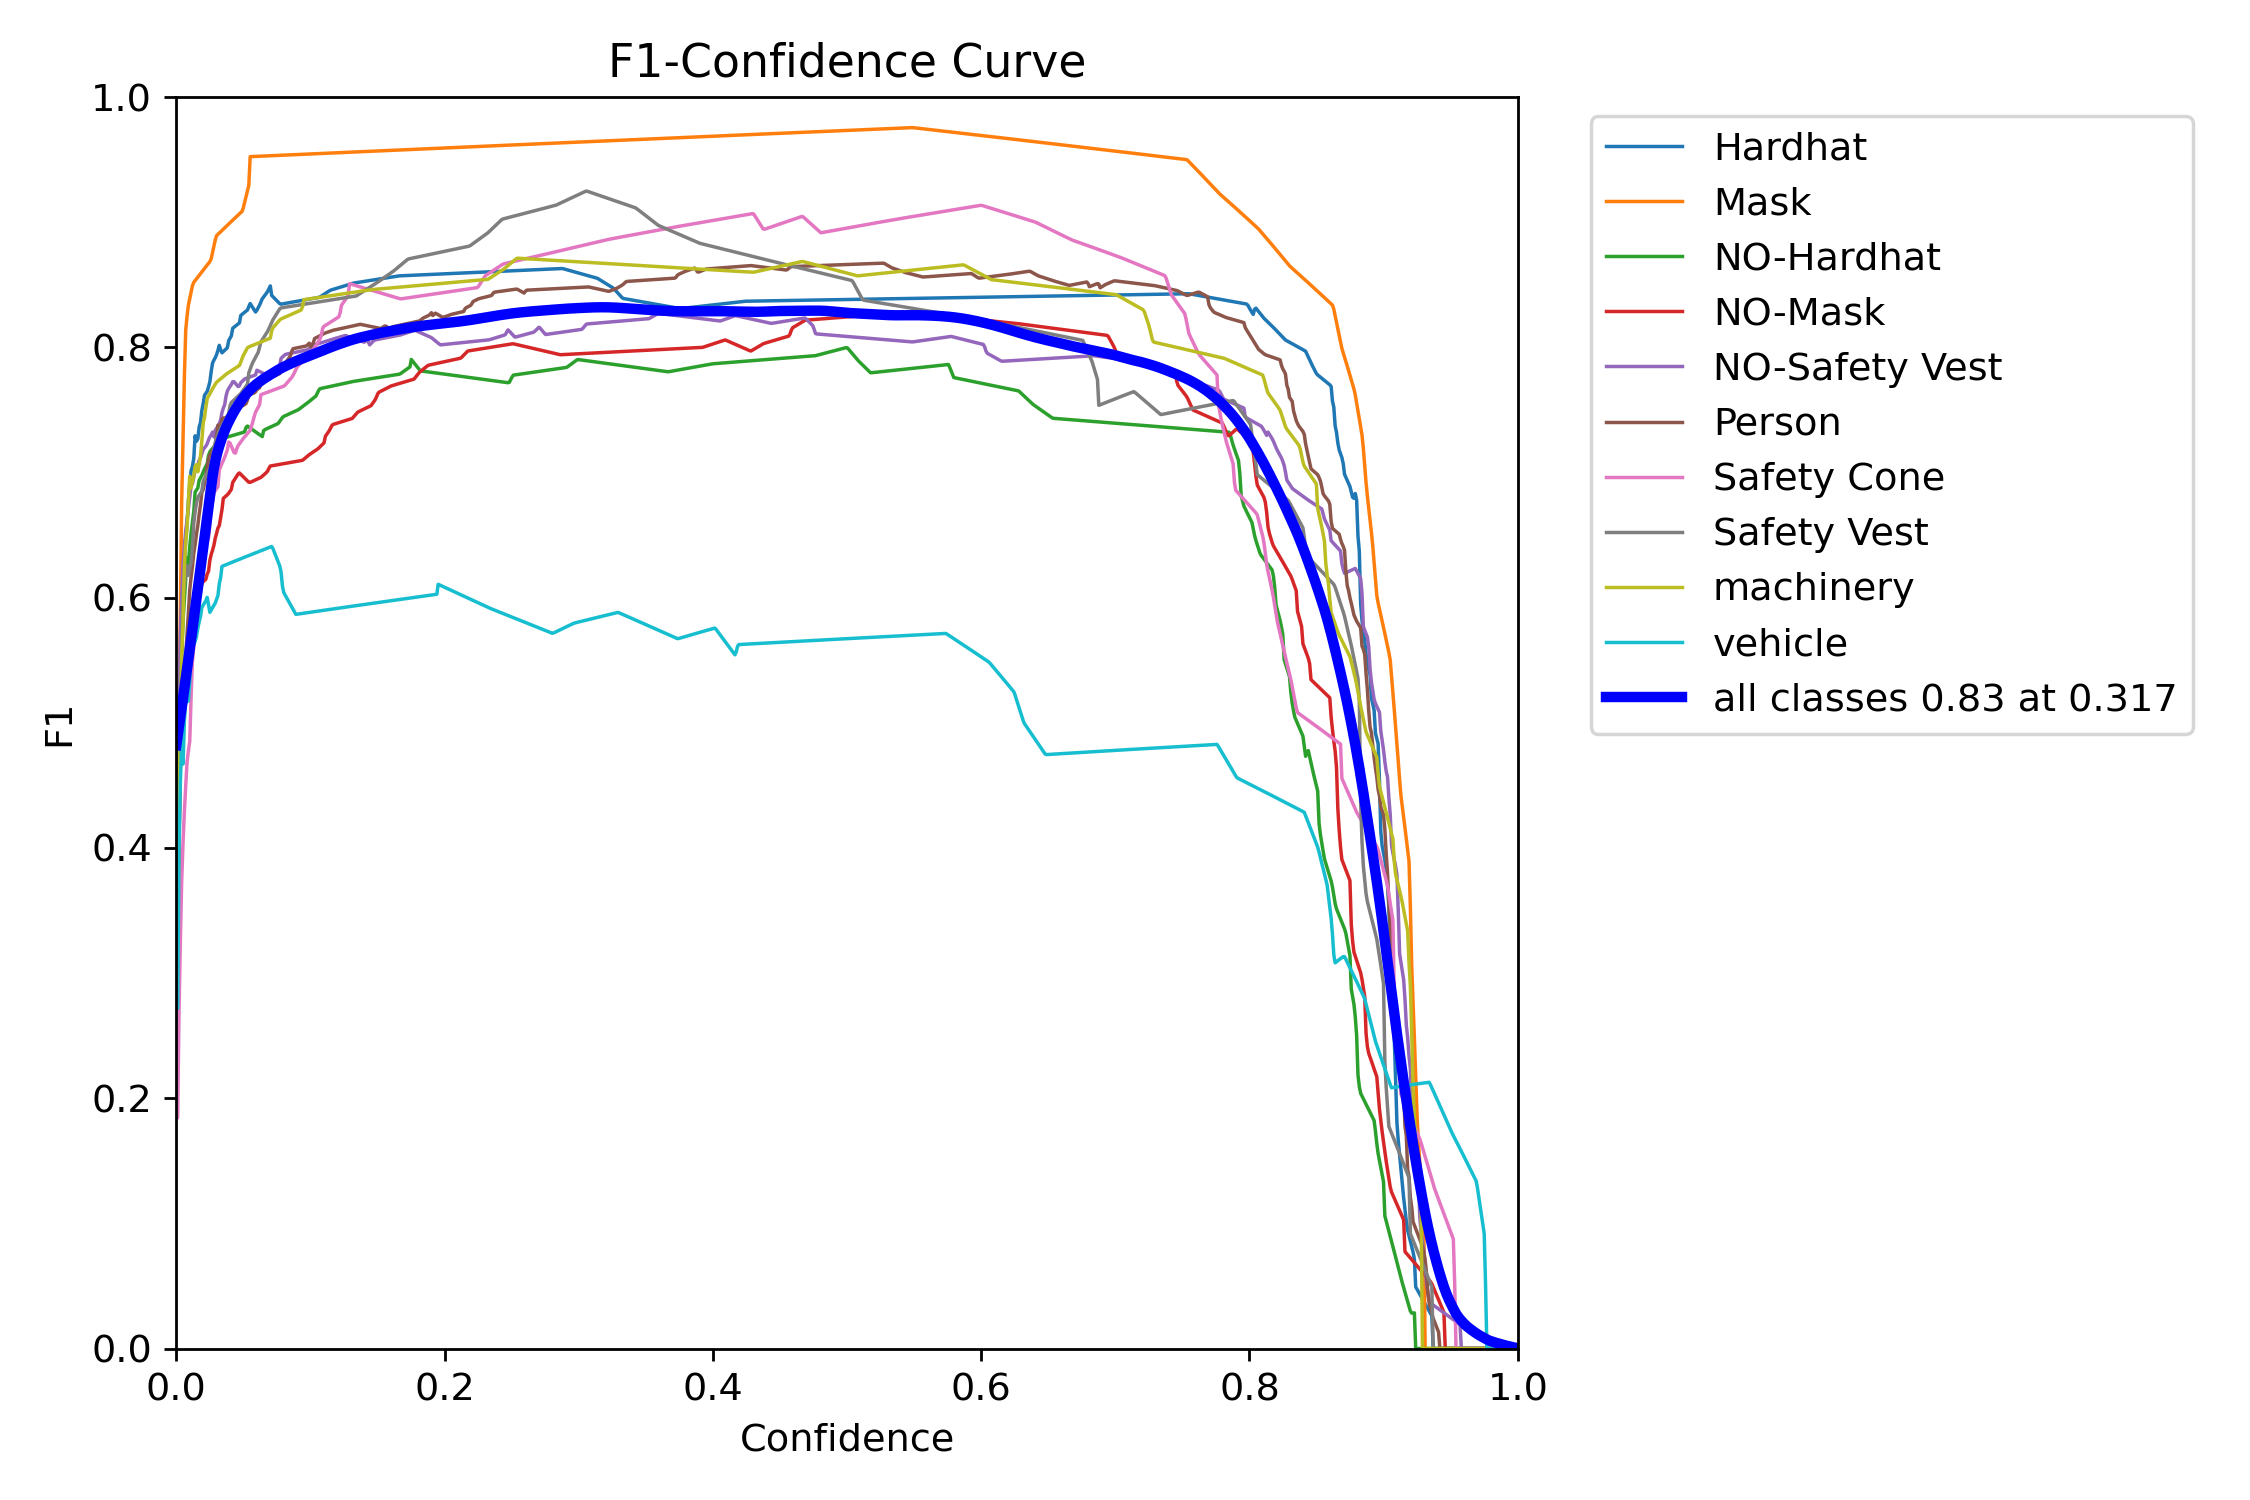 F1-Confidence Curve
1.0
0.8
0.6
0.4
0.2
0.0
F1
0.0 0.2 0.4 0.6 0.8 1.0
Confidence
Hardhat
Mask
NO-Hardhat
NO-Mask
NO-Safety Vest
Person
Safety Cone
Safety Vest
machinery
vehicle
all classes 0.83 at 0.317